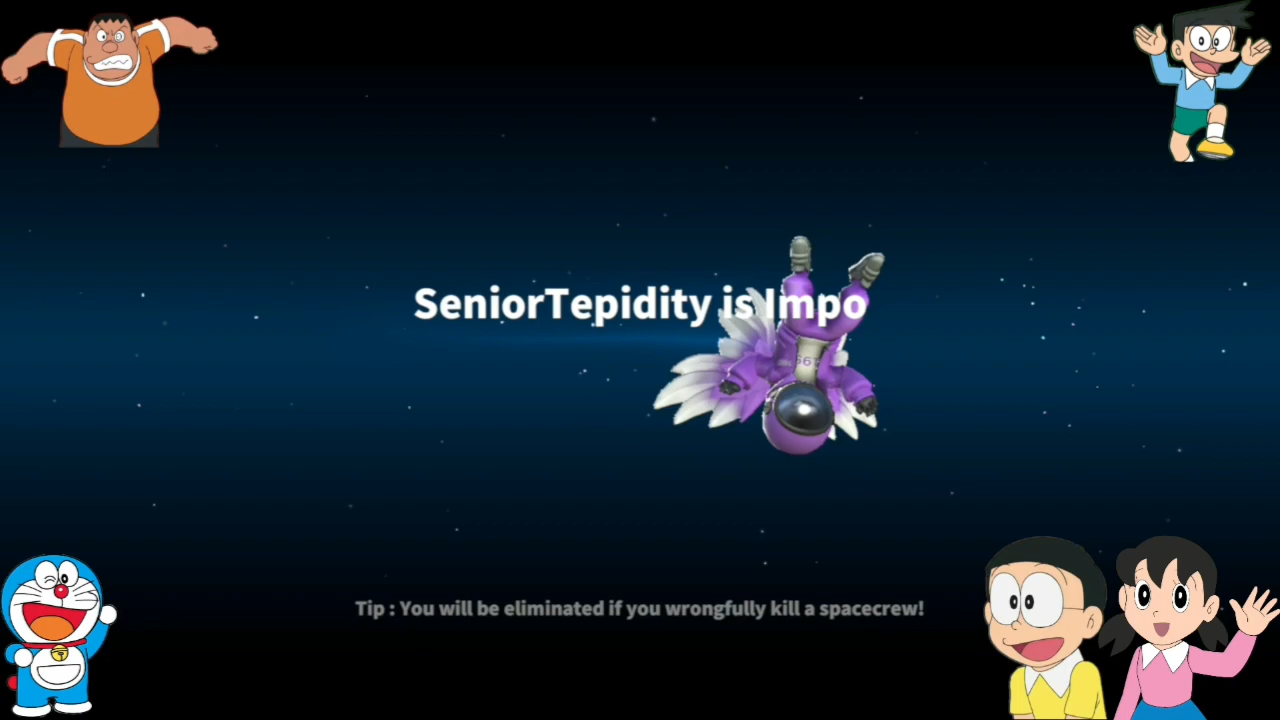 SeniorTepidity is Impo
Tip : You will be eliminated if you wrongfully kill a spacecrew!